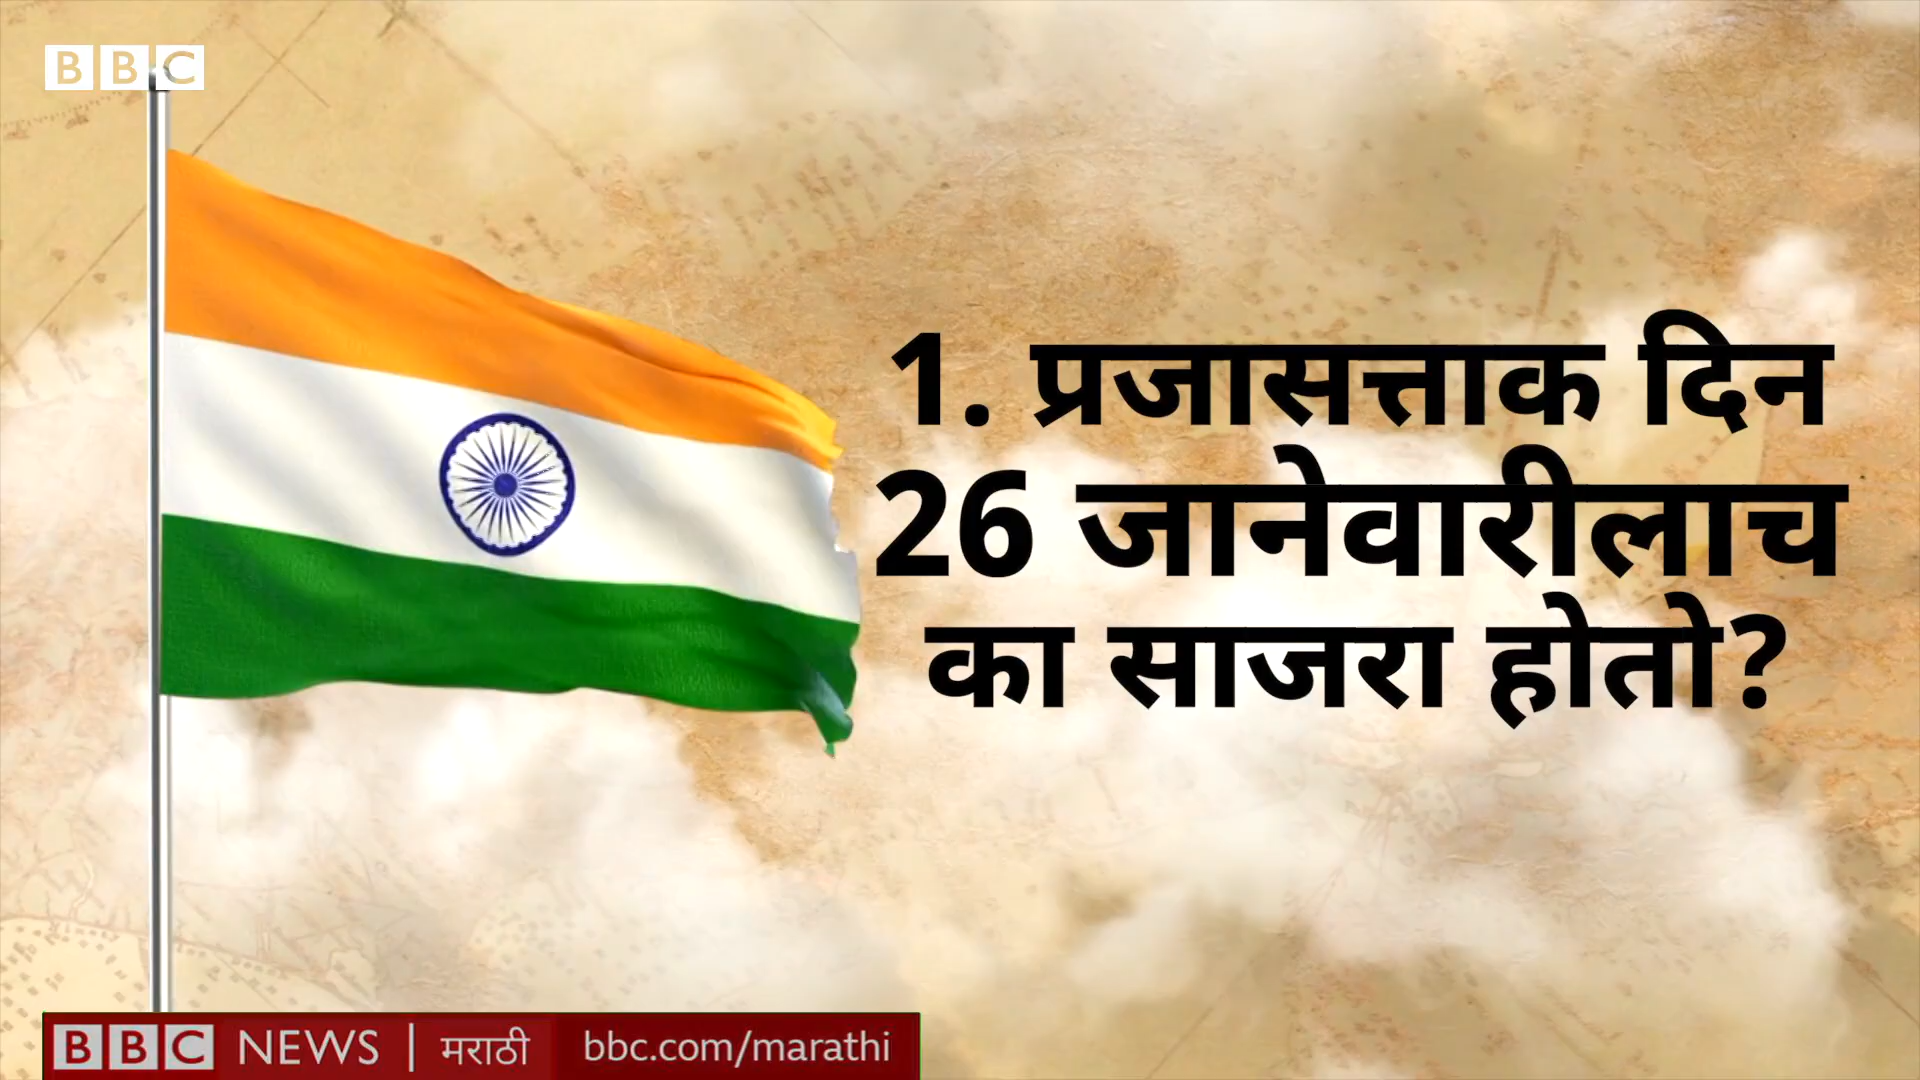 BBC
1. प्रजासत्ताक दिन
26 जानेवारीलाच
का साजरा होतो?
BBC NEWS | मराठी bbc.com/marathi